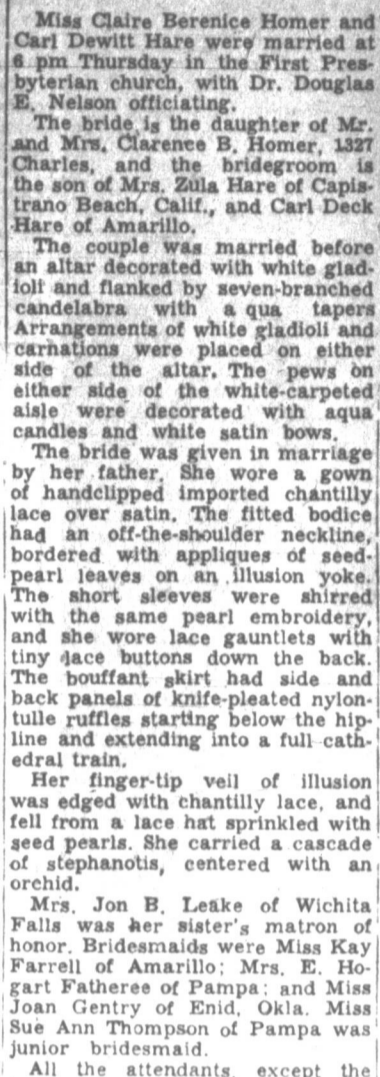 Miss Claire Berenice Homer and
Carl Dewitt Hare were married at
6 pm Thursday in the First Pres-
byterian church, with Dr. Douglas
E. Nelson officiating.
The bride is the daughter of Mr.
and Mrs. Clarence B. Homer, 1327
Charles, and the bridegroom is
the son of Mrs. Zula Hare of Capis-
trano Beach, Calif., and Carl Deck
Hare of Amarillo.
The couple was married before
an altar decorated with white glad-
ioli and flanked by seven-branched
candelabra with a qua tapers
Arrangements of white gladioli and
carnations were placed on either
side of the altar. The pews on
either side of the white-carpeted
aisle were decorated with aqua
candles and white satin bows.
The bride was given in marriage
by her father. She wore a gown
of handclipped imported chantilly
lace over satin. The fitted bodice
had an off-the-shoulder neckline,
bordered with appliques of seed-
pearl leaves on an illusion yoke.
The short sleeves were shirred
with the same pearl embroidery,
and she wore lace gauntlets with
tiny lace buttons down the back.
The bouffant skirt had side and
back panels of knife-pleated nylon-
tulle ruffles starting below the hip-
line and extending into a full cath-
edral train.
Her finger-tip veil of illusion
was edged with chantilly lace, and
fell from a lace hat sprinkled with
seed pearls. She carried a cascade
of stephanotis, centered with an
orchid.
Mrs. Jon B. Leake of Wichita
Falls was her sister's matron of
honor. Bridesmaids were Miss Kay
Farrell of Amarillo; Mrs. E. Ho-
gart Fatheree of Pampa; and Miss
Joan Gentry of Enid, Okla. Miss
Sue Ann Thompson of Pampa was
junior bridesmaid.
All the attendants, except the